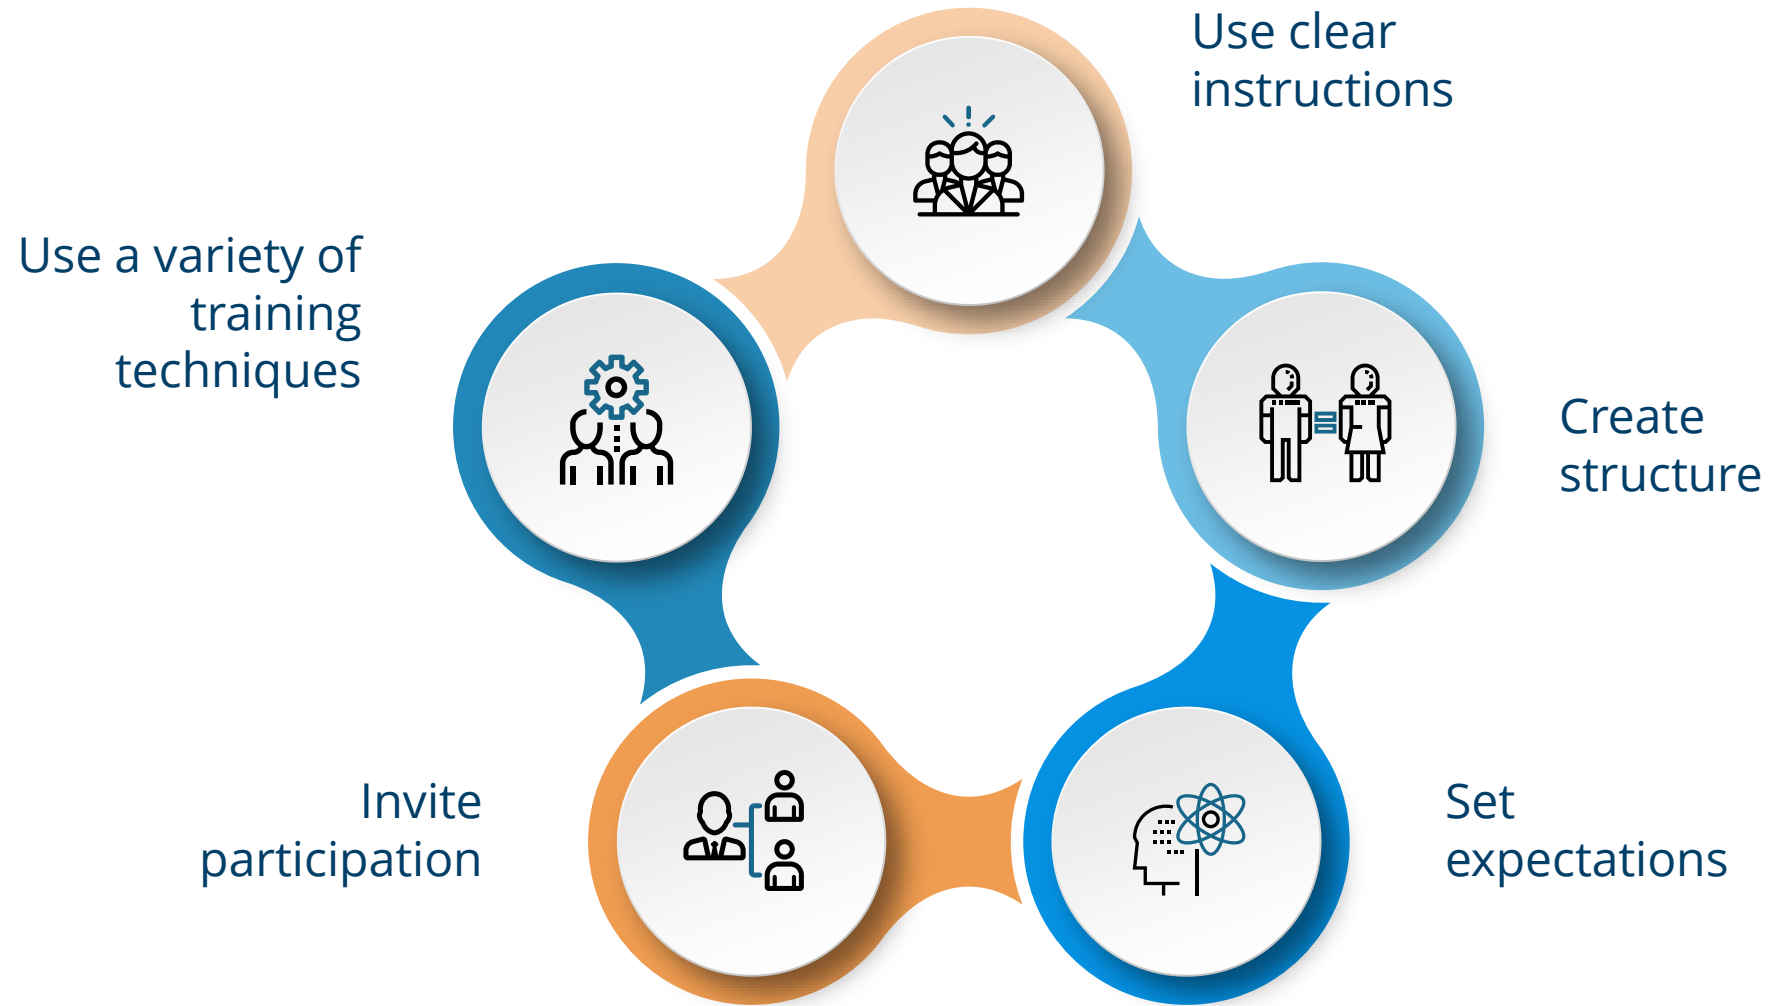 Use clear
instructions
Create
structure
Set
expectations
Invite
participation
Use a variety of
training
techniques